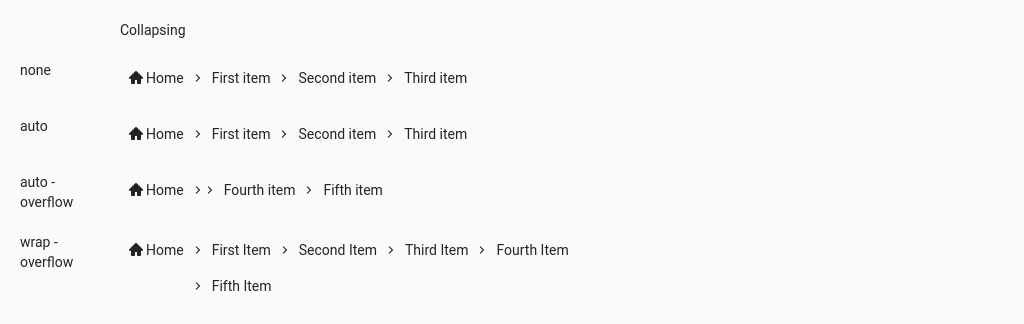 Collapsing
none
Home > First item > Second item > Third item
auto
Home > First item > Second item > Third item
auto -
overflow
Home > > Fourth item > Fifth item
wrap -
overflow
Home > First Item > Second Item > Third Item > Fourth Item
> Fifth Item